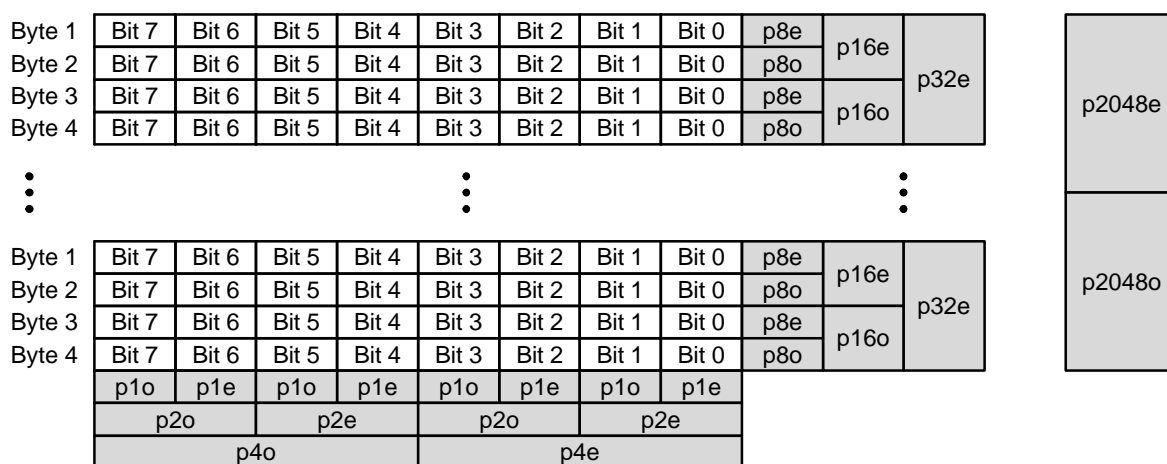 Byte 1 Bit 7 Bit 6 Bit 5 Bit 4 Bit 3 Bit 2 Bit 1 Bit 0 p8e p16e p32e p2048e
Byte 2 Bit 7 Bit 6 Bit 5 Bit 4 Bit 3 Bit 2 Bit 1 Bit 0 p8o
Byte 3 Bit 7 Bit 6 Bit 5 Bit 4 Bit 3 Bit 2 Bit 1 Bit 0 p8e p16o
Byte 4 Bit 7 Bit 6 Bit 5 Bit 4 Bit 3 Bit 2 Bit 1 Bit 0 p8o
Byte 1 Bit 7 Bit 6 Bit 5 Bit 4 Bit 3 Bit 2 Bit 1 Bit 0 p8e p16e p32e p2048o
Byte 2 Bit 7 Bit 6 Bit 5 Bit 4 Bit 3 Bit 2 Bit 1 Bit 0 p8o
Byte 3 Bit 7 Bit 6 Bit 5 Bit 4 Bit 3 Bit 2 Bit 1 Bit 0 p8e p16o
Byte 4 Bit 7 Bit 6 Bit 5 Bit 4 Bit 3 Bit 2 Bit 1 Bit 0 p8o
p1o p1e p1o p1e p1o p1e p1o p1e
p2o p2e p2o p2e
p4o p4e